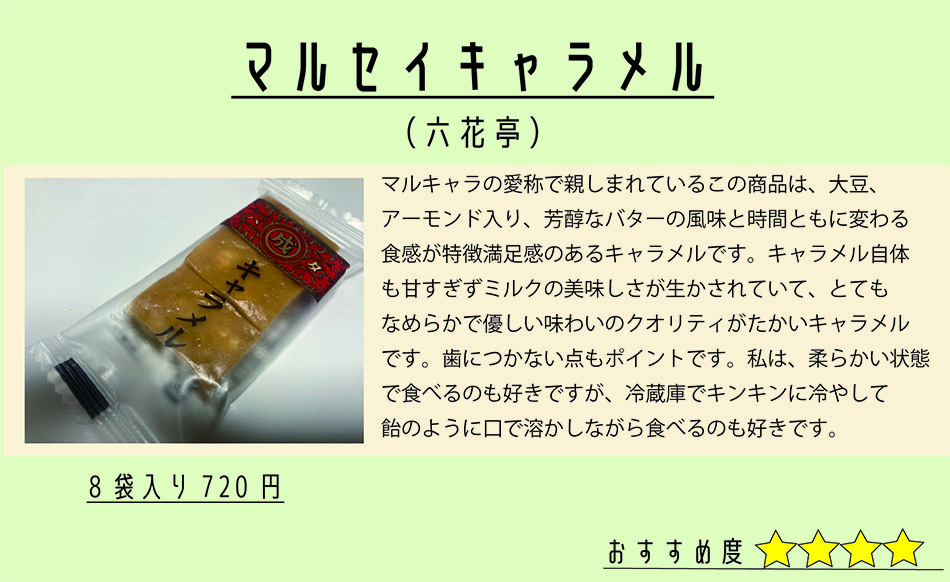 マルセイキャラメル
(六花亭)
マルキャラの愛称で親しまれているこの商品は、大豆、
アーモンド入り、芳醇なバターの風味と時間ともに変わる
食感が特徴満足感のあるキャラメルです。キャラメル自体
も甘すぎずミルクの美味しさが生かされていて、とても
なめらかで優しい味わいのクオリティがたかいキャラメル
です。歯につかない点もポイントです。私は、柔らかい状態
で食べるのも好きですが、冷蔵庫でキンキンに冷やして
飴のように口で溶かしながら食べるのも好きです。
バ 成 タ
キャラメル
8袋入り720円
おすすめ度